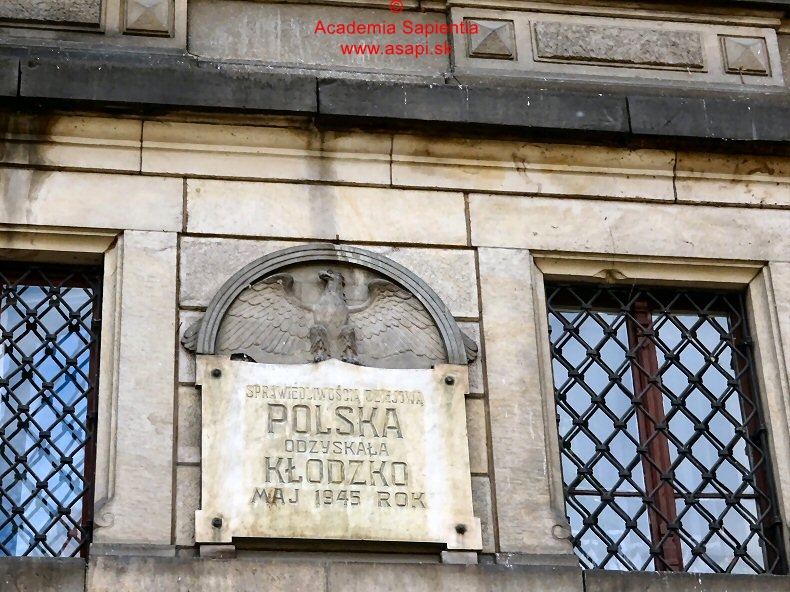 ©
Academia Sapientia
www.asapi.sk
SPRAWIEDLIWOŚCIĄ DZIEJOWĄ
POLSKA
ODZYSKAŁA
KŁODZKO
MAJ 1945 ROK